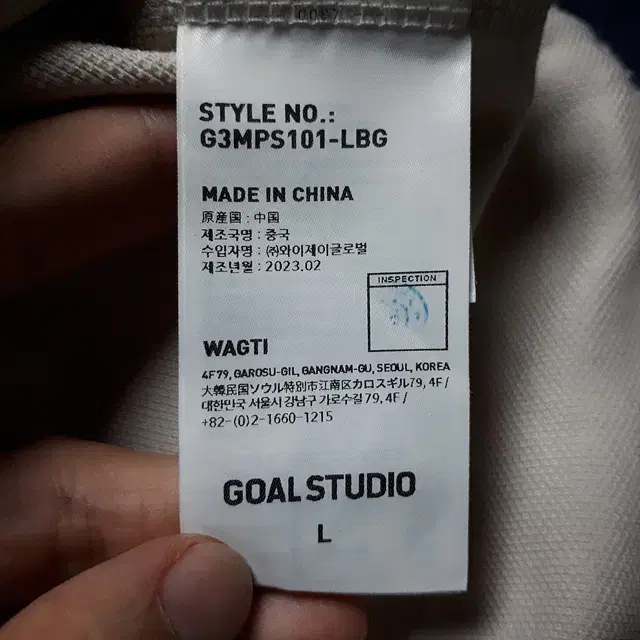 STYLE NO.:
G3MPS101-LBG
MADE IN CHINA
原産国 : 中国
제조국명 : 중국
수입자명 : ㈜와이제이글로벌
제조년월 : 2023.02
INSPECTION
WAGTI
4F79, GAROSU-GIL, GANGNAM-GU, SEOUL, KOREA
大韓民国ソウル特別市江南区カロスギル79, 4F /
대한민국 서울시 강남구 가로수길 79, 4F /
+82-(0)2-1660-1215
GOALSTUDIO
L